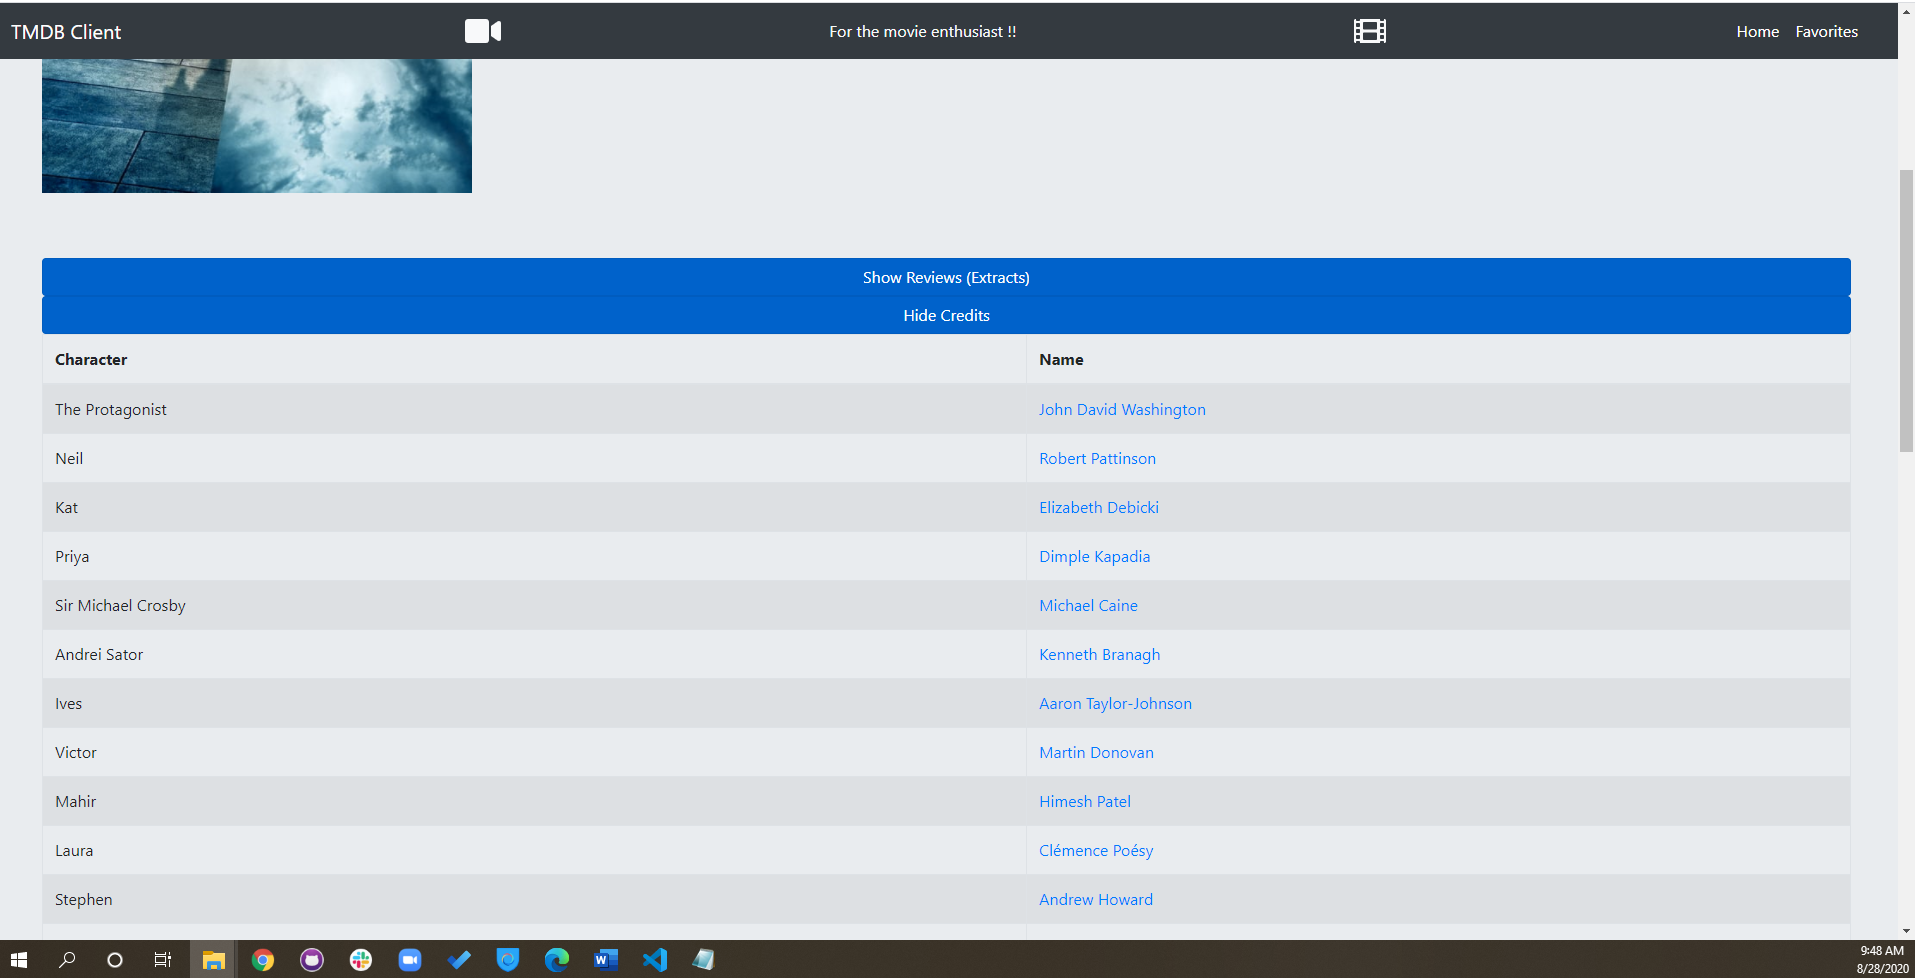 TMDB Client For the movie enthusiast !! Home Favorites
Show Reviews (Extracts)
Hide Credits
Character Name
The Protagonist John David Washington
Neil Robert Pattinson
Kat Elizabeth Debicki
Priya Dimple Kapadia
Sir Michael Crosby Michael Caine
Andrei Sator Kenneth Branagh
Ives Aaron Taylor-Johnson
Victor Martin Donovan
Mahir Himesh Patel
Laura Clémence Poésy
Stephen Andrew Howard
W
9:48 AM
8/28/2020